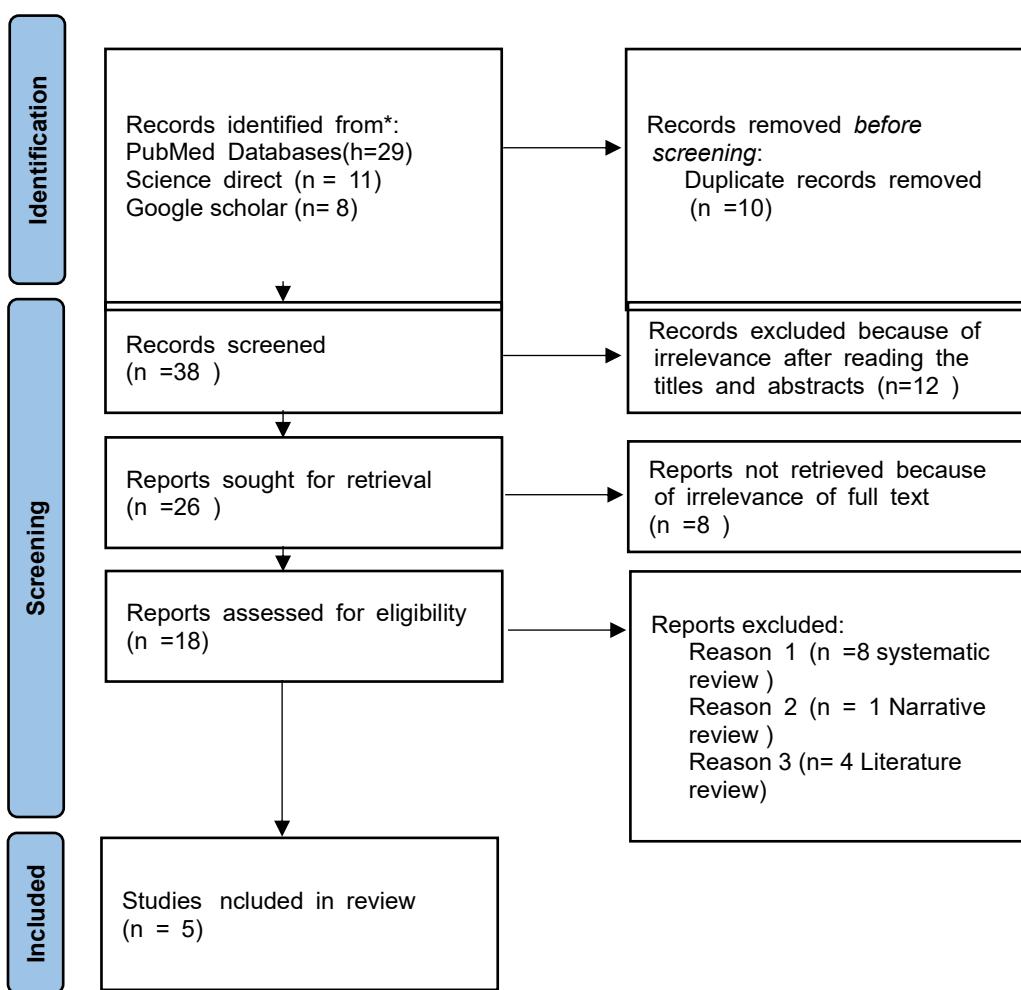 Identification
Records identified from*:
PubMed Databases(h=29)
Science direct (n = 11)
Google scholar (n= 8)
Records removed before
screening:
Duplicate records removed
(n =10)
Screening
Records screened
(n =38 )
Records excluded because of
irrelevance after reading the
titles and abstracts (n=12 )
Reports sought for retrieval
(n =26 )
Reports not retrieved because
of irrelevance of full text
(n =8 )
Reports assessed for eligibility
(n =18)
Reports excluded:
Reason 1 (n =8 systematic
review )
Reason 2 (n = 1 Narrative
review )
Reason 3 (n= 4 Literature
review)
Included
Studies ncluded in review
(n = 5)